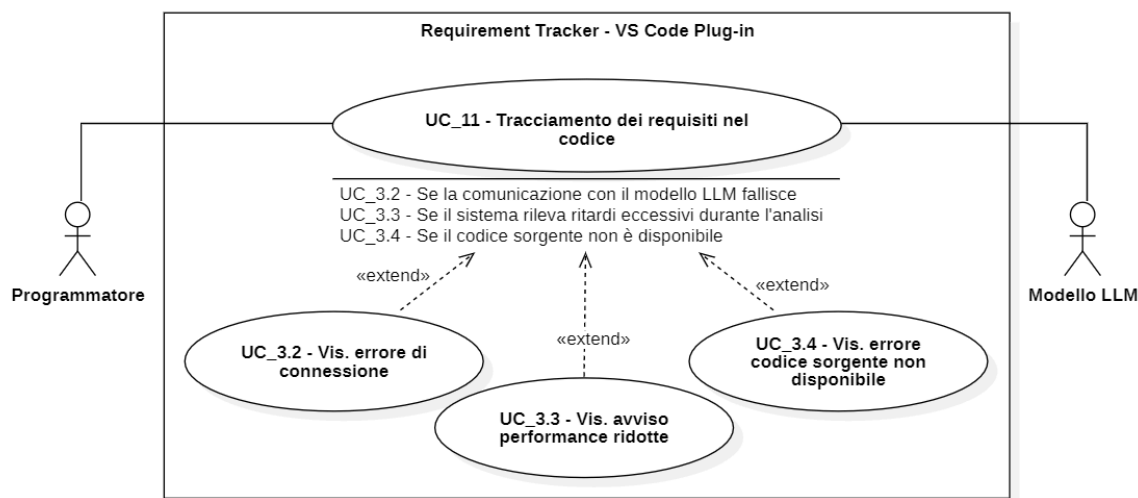 Requirement Tracker - VS Code Plug-in
UC_11 - Tracciamento dei requisiti nel
codice
UC_3.2 - Se la comunicazione con il modello LLM fallisce
UC_3.3 - Se il sistema rileva ritardi eccessivi durante l'analisi
UC_3.4 - Se il codice sorgente non è disponibile
«extend»
«extend»
«extend»
Programmatore
Modello LLM
UC_3.2 - Vis. errore di
connessione
UC_3.3 - Vis. avviso
performance ridotte
UC_3.4 - Vis. errore
codice sorgente non
disponibile